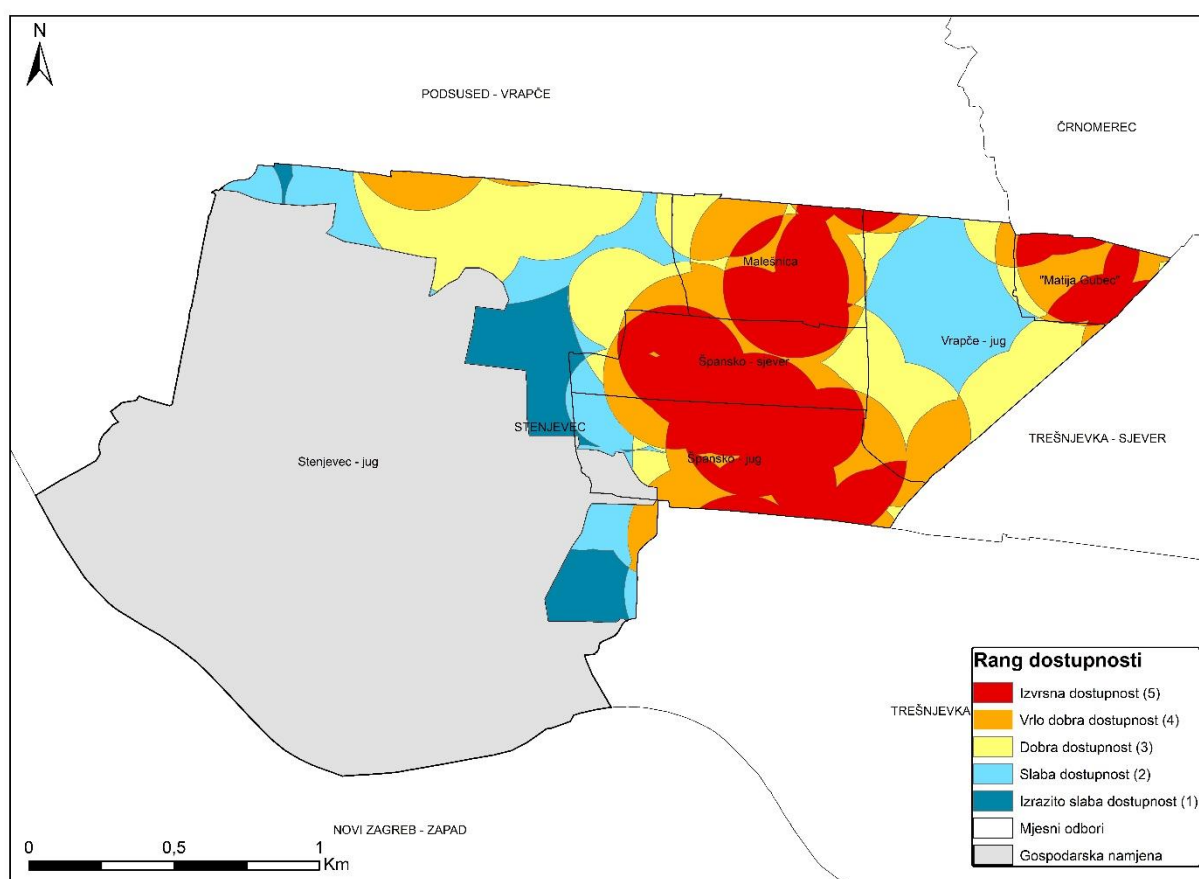 N
PODSUSED - VRAPČE
ČRNOMEREC
Malešnica
"Matija Gubec"
Vrapče - jug
Špansko - sjever
STENJEVEC
TREŠNJEVKA - SJEVER
Stenjevec - jug
Špansko - jug
Rang dostupnosti
Izvrsna dostupnost (5)
TREŠNJEVKA
Vrlo dobra dostupnost (4)
Dobra dostupnost (3)
Slaba dostupnost (2)
Izrazito slaba dostupnost (1)
Mjesni odbori
Gospodarska namjena
NOVI ZAGREB - ZAPAD
0 0,5 1
Km